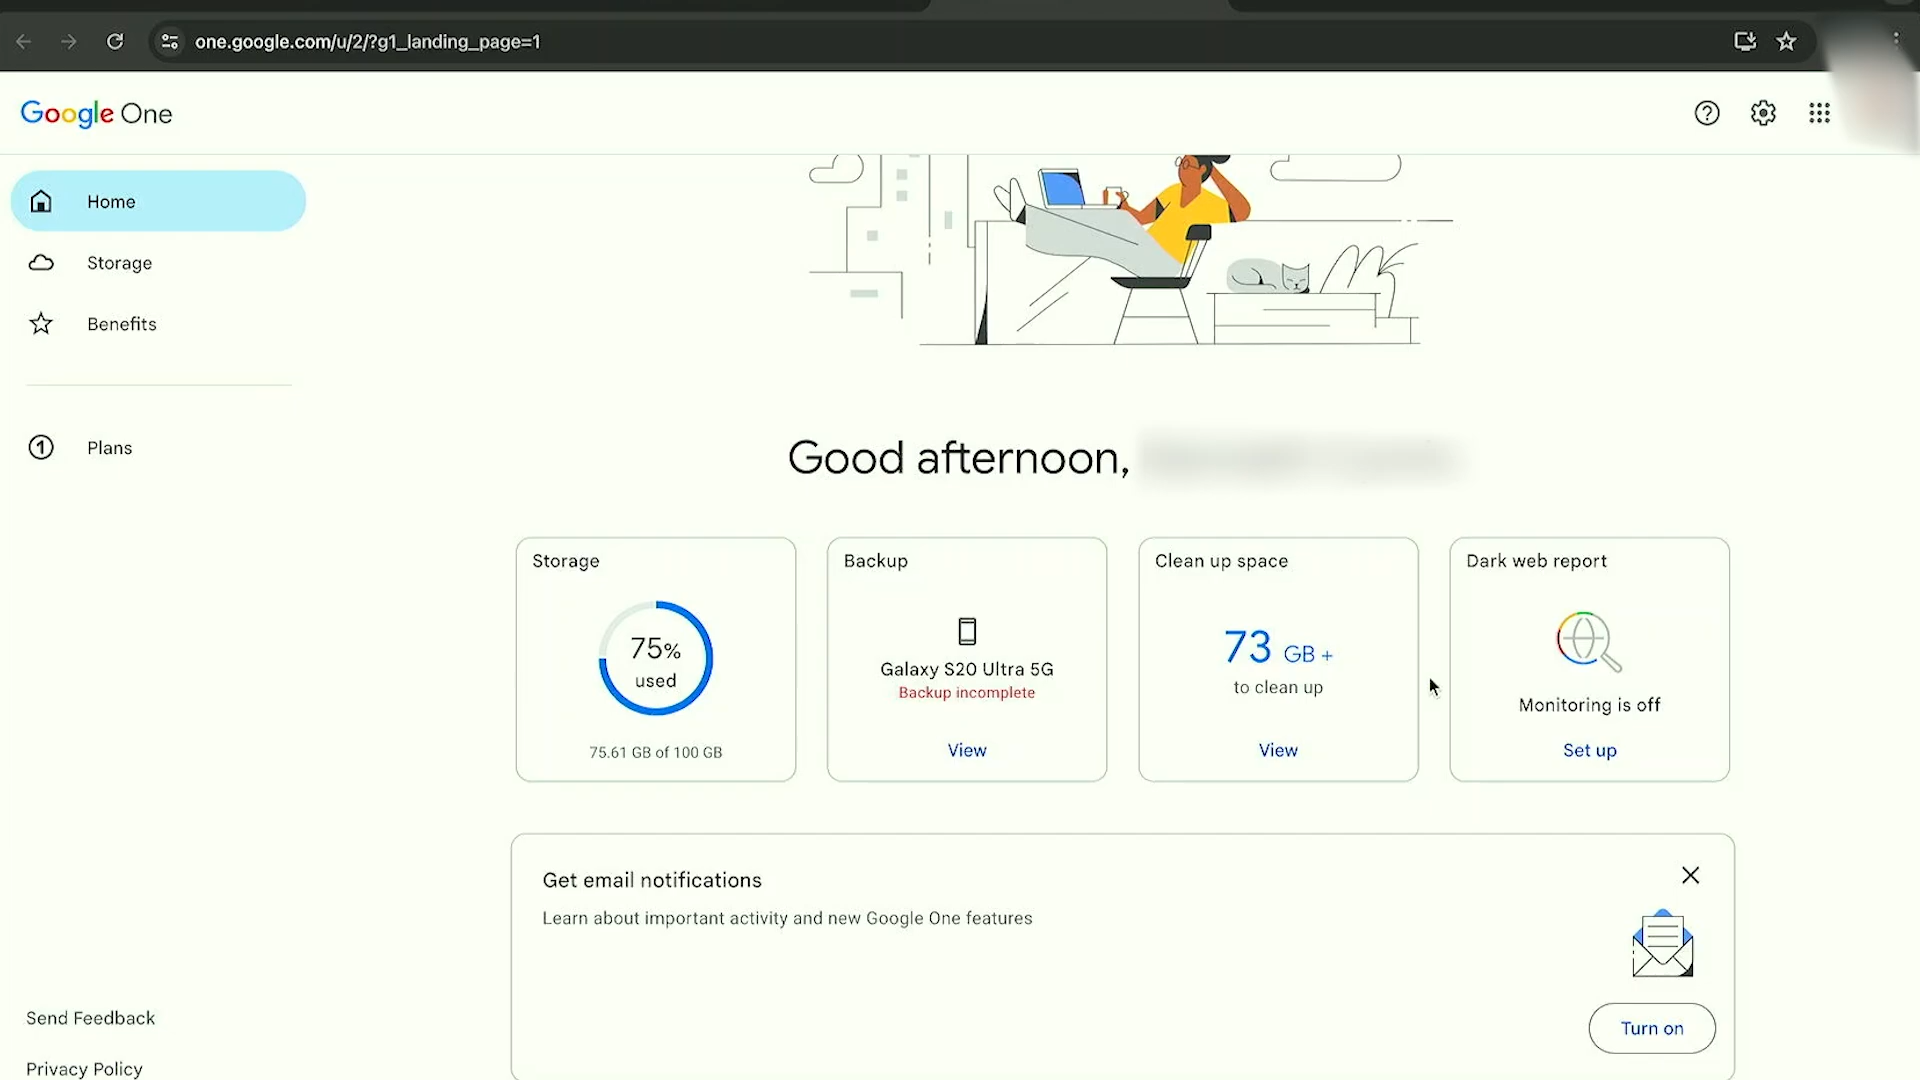 one.google.com/u/2/?g1_landing_page=1
Google One
Home
Storage
Benefits
1
Plans
Good afternoon,
Storage
75% used
75.61 GB of 100 GB
Backup
Galaxy S20 Ultra 5G
Backup incomplete
View
Clean up space
73 GB +
to clean up
View
Dark web report
Monitoring is off
Set up
Get email notifications
Learn about important activity and new Google One features
Turn on
Send Feedback
Privacy Policy